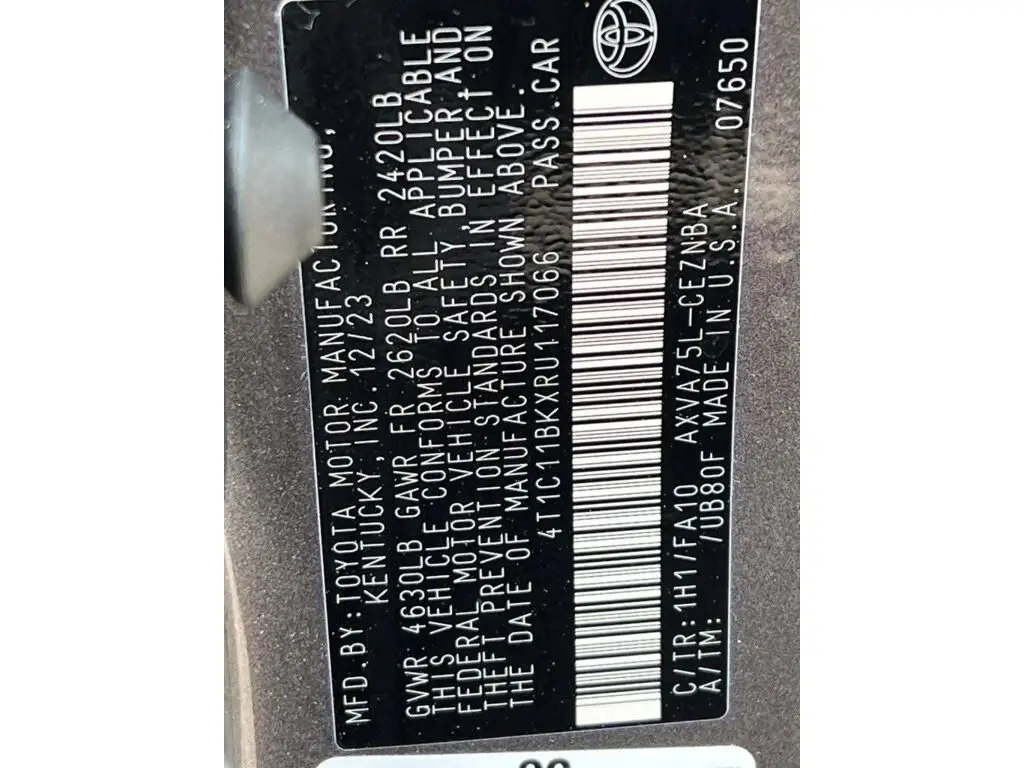 MFD.BY:TOYOTA MOTOR MANUFACTURING,
KENTUCKY,INC. 12/23
GVWR 4630LB GAWR FR 2620LB RR 2420LB
THIS VEHICLE CONFORMS TO ALL APPLICABLE
FEDERAL MOTOR VEHICLE SAFETY,BUMPER,AND
THEFT PREVENTION STANDARDS IN EFFECT ON
THE DATE OF MANUFACTURE SHOWN ABOVE.
4T1C11BKXRU117066 PASS.CAR
C/TR:1H1/FA10 AXVA75L-CEZNBA
A/TM: /UB80F MADE IN U.S.A. 07650